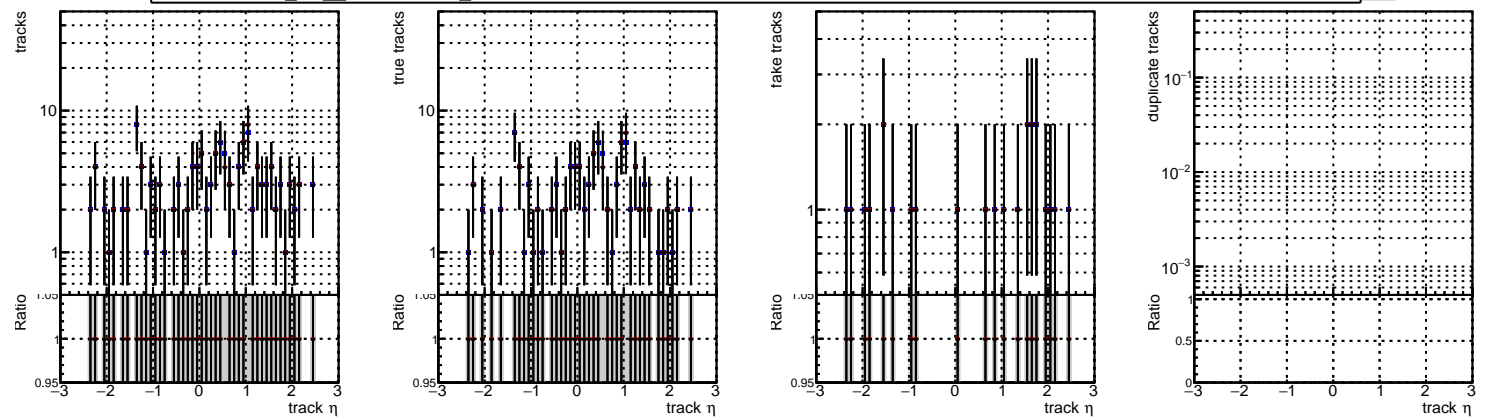 tracks
10
1
Ratio
1.05
1
0.95
−3 −2 −1 0 1 2 3
track η
true tracks
10
1
Ratio
1.05
1
0.95
−3 −2 −1 0 1 2 3
track η
fake tracks
1
Ratio
1.05
1
0.95
−3 −2 −1 0 1 2 3
track η
duplicate tracks
10⁻¹
10⁻²
10⁻³
Ratio
1
0.5
0
−3 −2 −1 0 1 2 3
track η